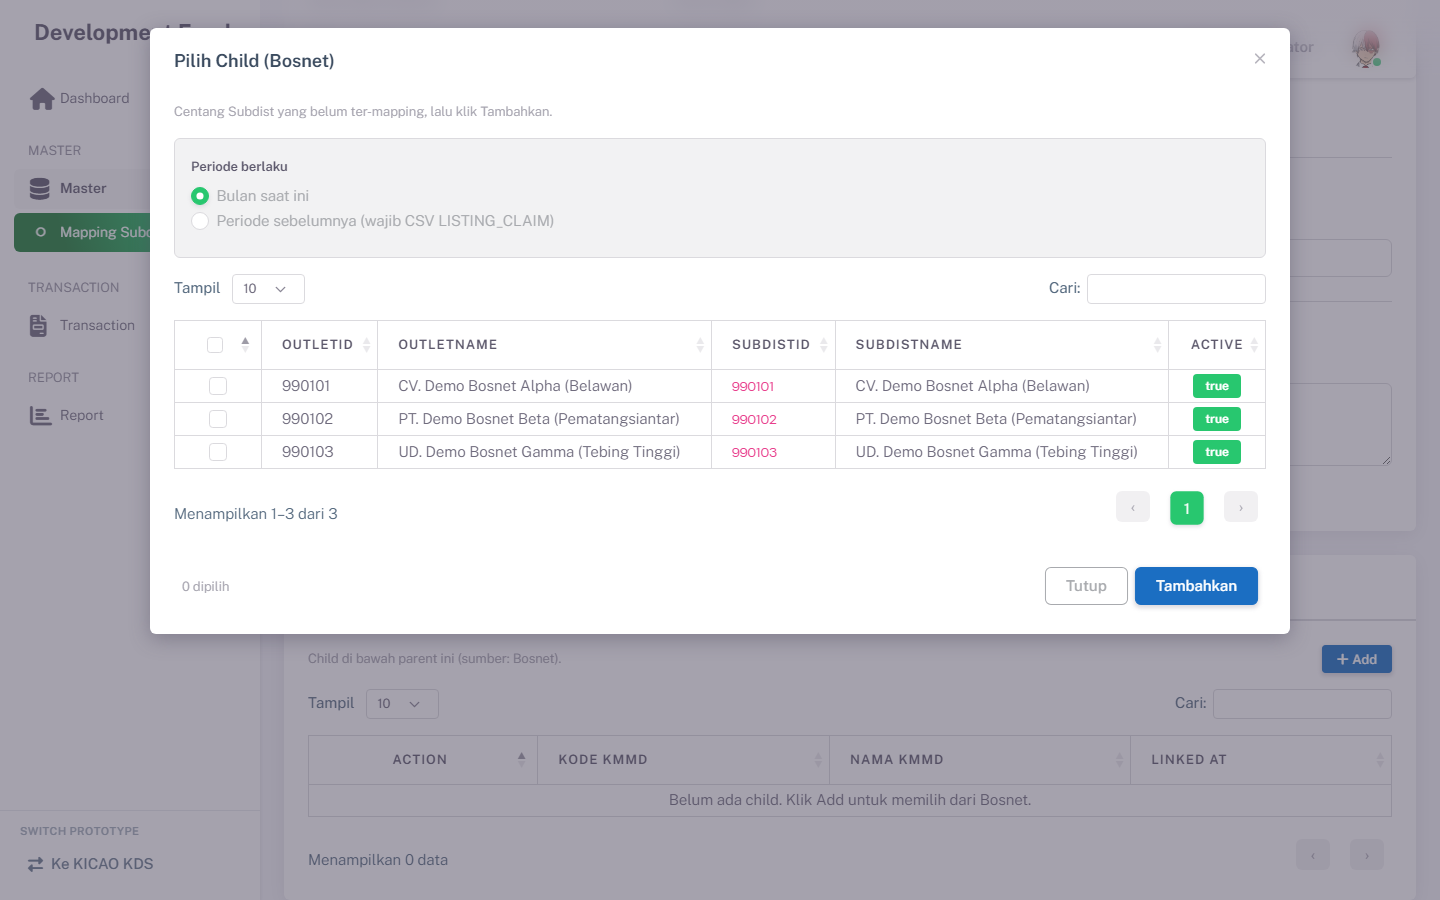 Pilih Child (Bosnet)
×
Centang Subdist yang belum ter-mapping, lalu klik Tambahkan.
Periode berlaku
Bulan saat ini
Periode sebelumnya (wajib CSV LISTING_CLAIM)
Tampil 10 Cari:
OUTLETID OUTLETNAME SUBDISTID SUBDISTNAME ACTIVE
990101 CV. Demo Bosnet Alpha (Belawan) 990101 CV. Demo Bosnet Alpha (Belawan) true
990102 PT. Demo Bosnet Beta (Pematangsiantar) 990102 PT. Demo Bosnet Beta (Pematangsiantar) true
990103 UD. Demo Bosnet Gamma (Tebing Tinggi) 990103 UD. Demo Bosnet Gamma (Tebing Tinggi) true
Menampilkan 1–3 dari 3 ‹ 1 ›
0 dipilih Tutup Tambahkan
Dashboard
MASTER
Master
Mapping
TRANSACTION
Transaction
REPORT
Report
SWITCH PROTOTYPE
Ke KICAO KDS
Child di bawah parent ini (sumber: Bosnet). + Add
Tampil 10 Cari:
ACTION KODE KMMD NAMA KMMD LINKED AT
Belum ada child. Klik Add untuk memilih dari Bosnet.
Menampilkan 0 data ‹ ›